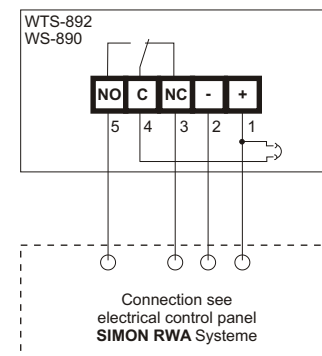 WTS-892
WS-890
NO C NC - +
5 4 3 2 1
Connection see
electrical control panel
SIMON RWA Systeme